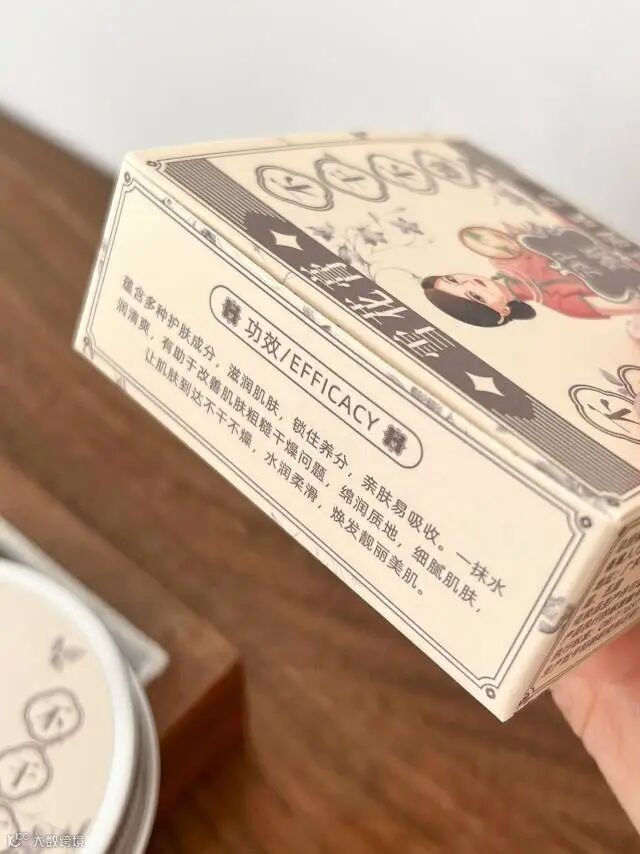 雪花膏
功效/EFFICACY
蕴含多种护肤成分，滋润肌肤，锁住养分，亲肤易吸收。一抹水
润清爽，有助于改善肌肤粗糙干燥问题，绵润质地，细腻肌肤，
让肌肤到达不干不燥，水润柔滑，焕发靓丽美肌。
大数跨境